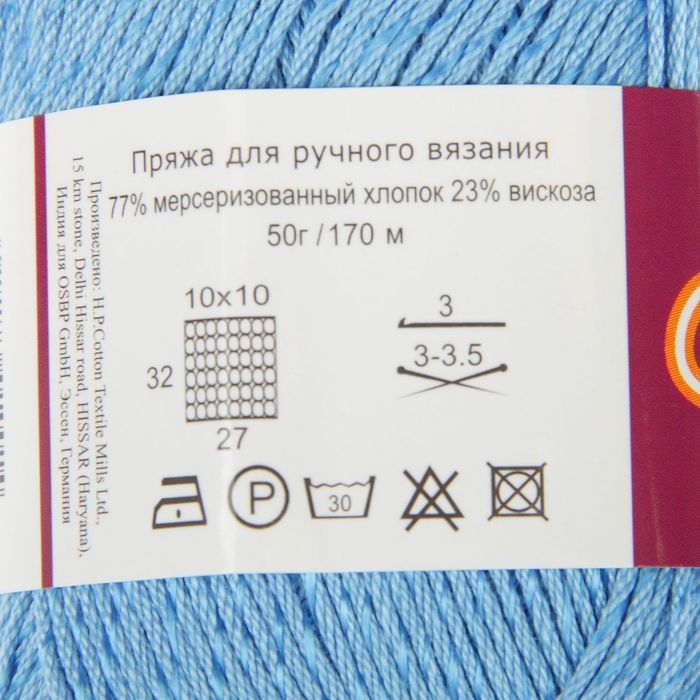 Пряжа для ручного вязания
77% мерсеризованный хлопок 23% вискоза
50г/170 м
10x10
32
27
3
3-3.5
P
30
Произведено: H.P.Cotton Textile Mills Ltd.,
15 km stone, Delhi Hissar road, HISSAR (Haryana),
Индия для OSBP GmbH, Эссен, Германия